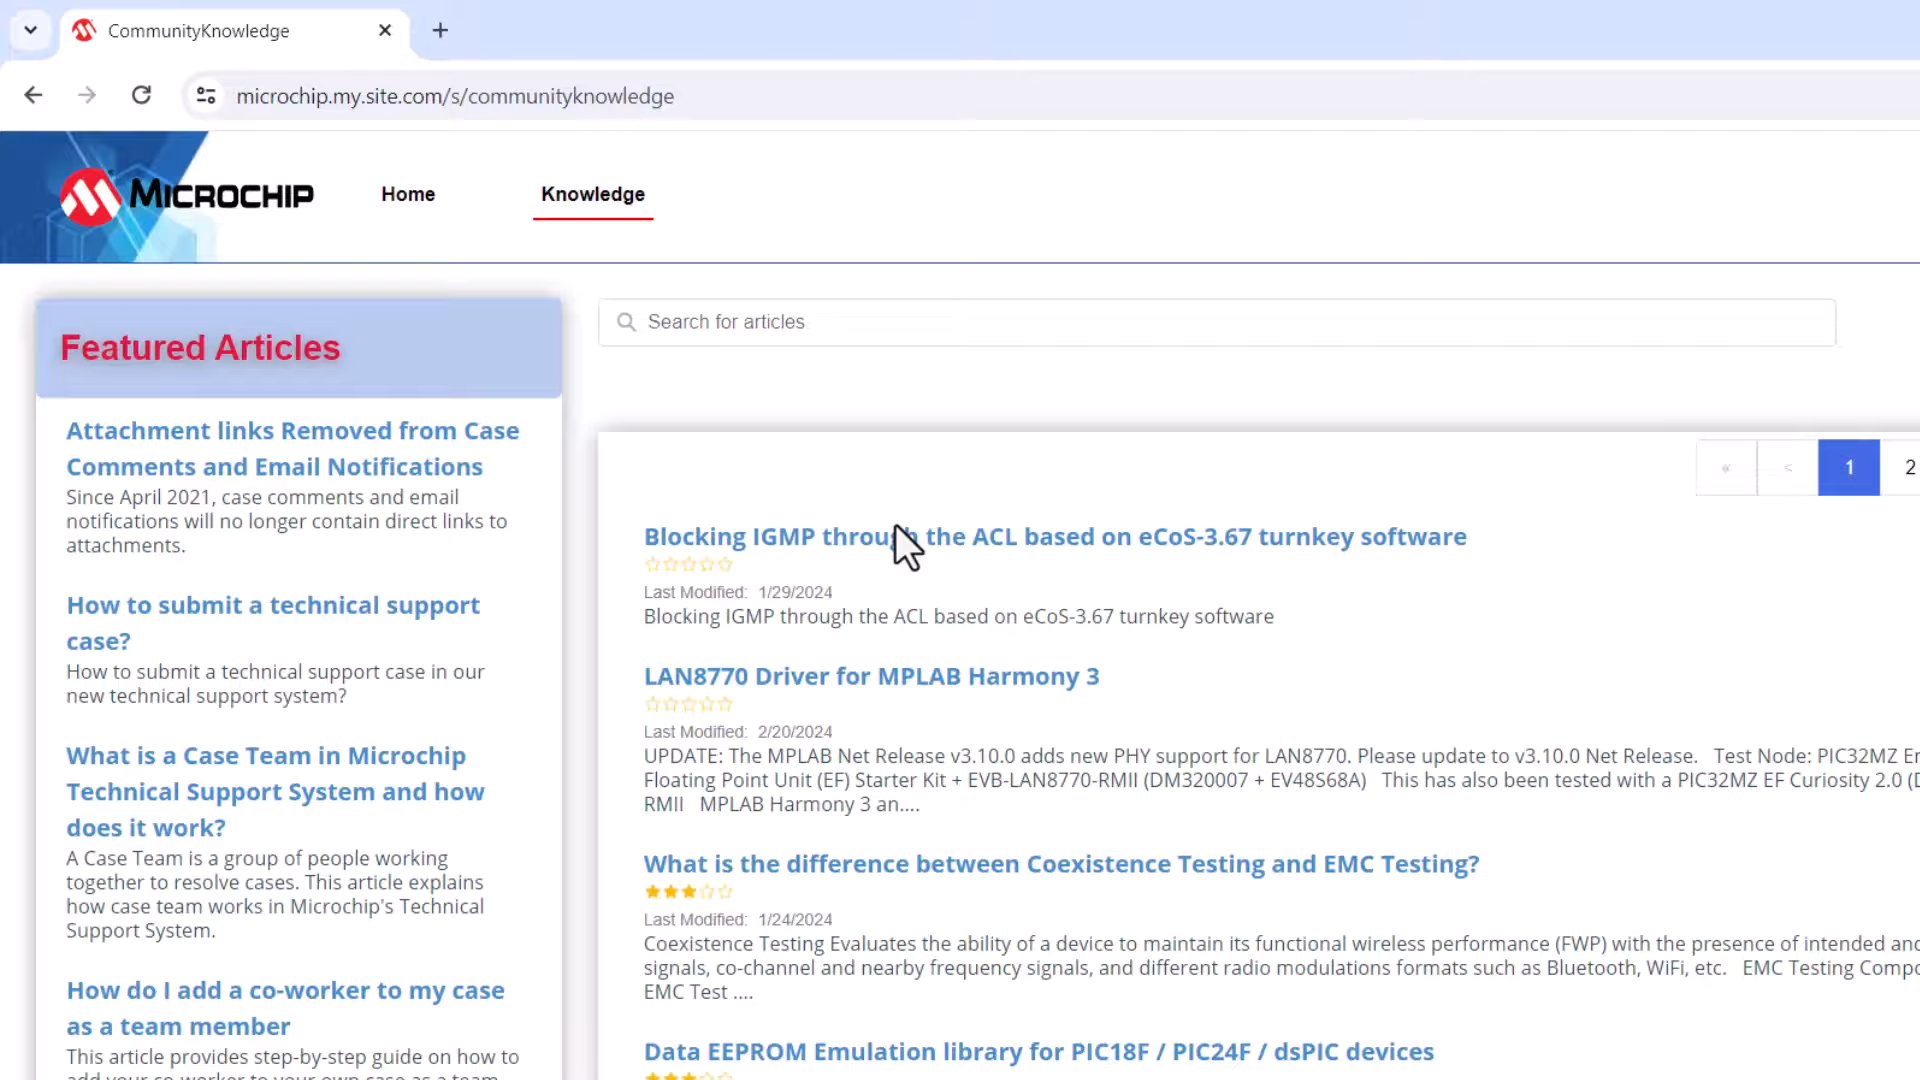 CommunityKnowledge
microchip.my.site.com/s/communityknowledge
MICROCHIP
Home
Knowledge
Featured Articles
Search for articles
Attachment links Removed from Case
Comments and Email Notifications
Since April 2021, case comments and email
notifications will no longer contain direct links to
attachments.
How to submit a technical support
case?
How to submit a technical support case in our
new technical support system?
What is a Case Team in Microchip
Technical Support System and how
does it work?
A Case Team is a group of people working
together to resolve cases. This article explains
how case team works in Microchip's Technical
Support System.
How do I add a co-worker to my case
as a team member
This article provides step-by-step guide on how to
add your co-worker to your own case as a team
« < 1 2
Blocking IGMP through the ACL based on eCoS-3.67 turnkey software
Last Modified: 1/29/2024
Blocking IGMP through the ACL based on eCoS-3.67 turnkey software
LAN8770 Driver for MPLAB Harmony 3
Last Modified: 2/20/2024
UPDATE: The MPLAB Net Release v3.10.0 adds new PHY support for LAN8770. Please update to v3.10.0 Net Release. Test Node: PIC32MZ
Floating Point Unit (EF) Starter Kit + EVB-LAN8770-RMII (DM320007 + EV48S68A) This has also been tested with a PIC32MZ EF Curiosity 2.0
RMII MPLAB Harmony 3 an....
What is the difference between Coexistence Testing and EMC Testing?
Last Modified: 1/24/2024
Coexistence Testing Evaluates the ability of a device to maintain its functional wireless performance (FWP) with the presence of intended
signals, co-channel and nearby frequency signals, and different radio modulations formats such as Bluetooth, WiFi, etc. EMC Testing
EMC Test ....
Data EEPROM Emulation library for PIC18F / PIC24F / dsPIC devices